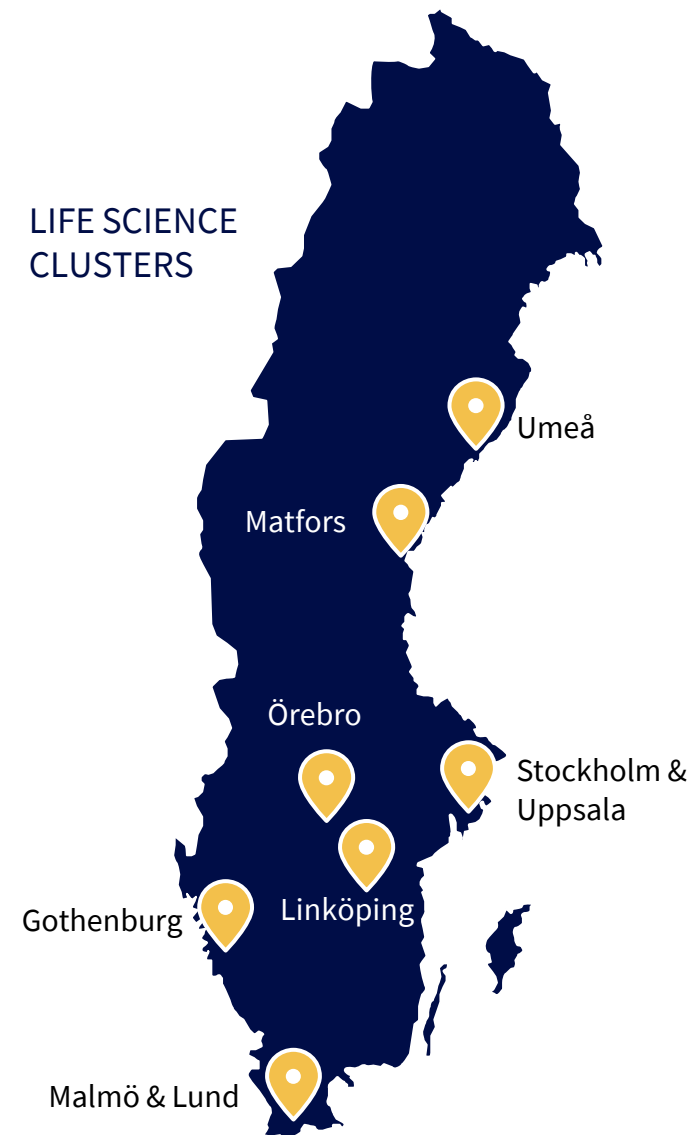 LIFE SCIENCE
CLUSTERS
Umeå
Matfors
Örebro
Stockholm &
Uppsala
Linköping
Gothenburg
Malmö & Lund